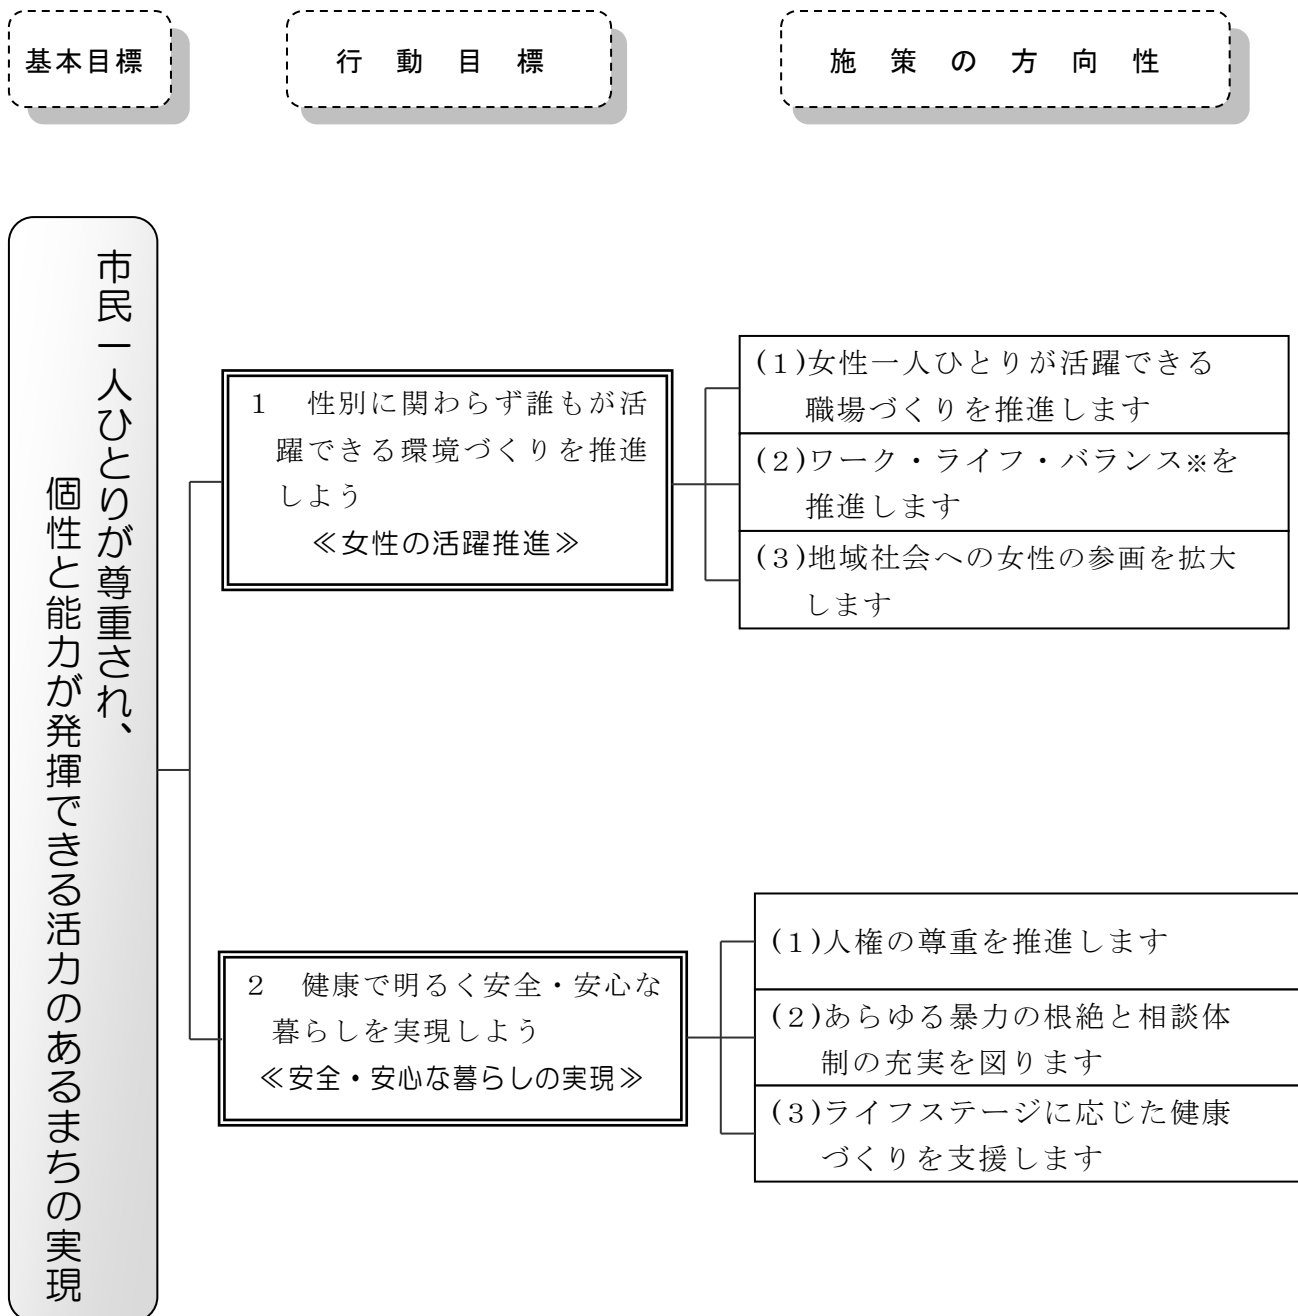 基本目標
行動目標
施策の方向性
市民一人ひとりが尊重され、
個性と能力が発揮できる活力のあるまちの実現
1 性別に関わらず誰もが活
躍できる環境づくりを推進
しよう
≪女性の活躍推進≫
(1)女性一人ひとりが活躍できる
職場づくりを推進します
(2)ワーク・ライフ・バランス※を
推進します
(3)地域社会への女性の参画を拡大
します
2 健康で明るく安全・安心な
暮らしを実現しよう
≪安全・安心な暮らしの実現≫
(1)人権の尊重を推進します
(2)あらゆる暴力の根絶と相談体
制の充実を図ります
(3)ライフステージに応じた健康
づくりを支援します